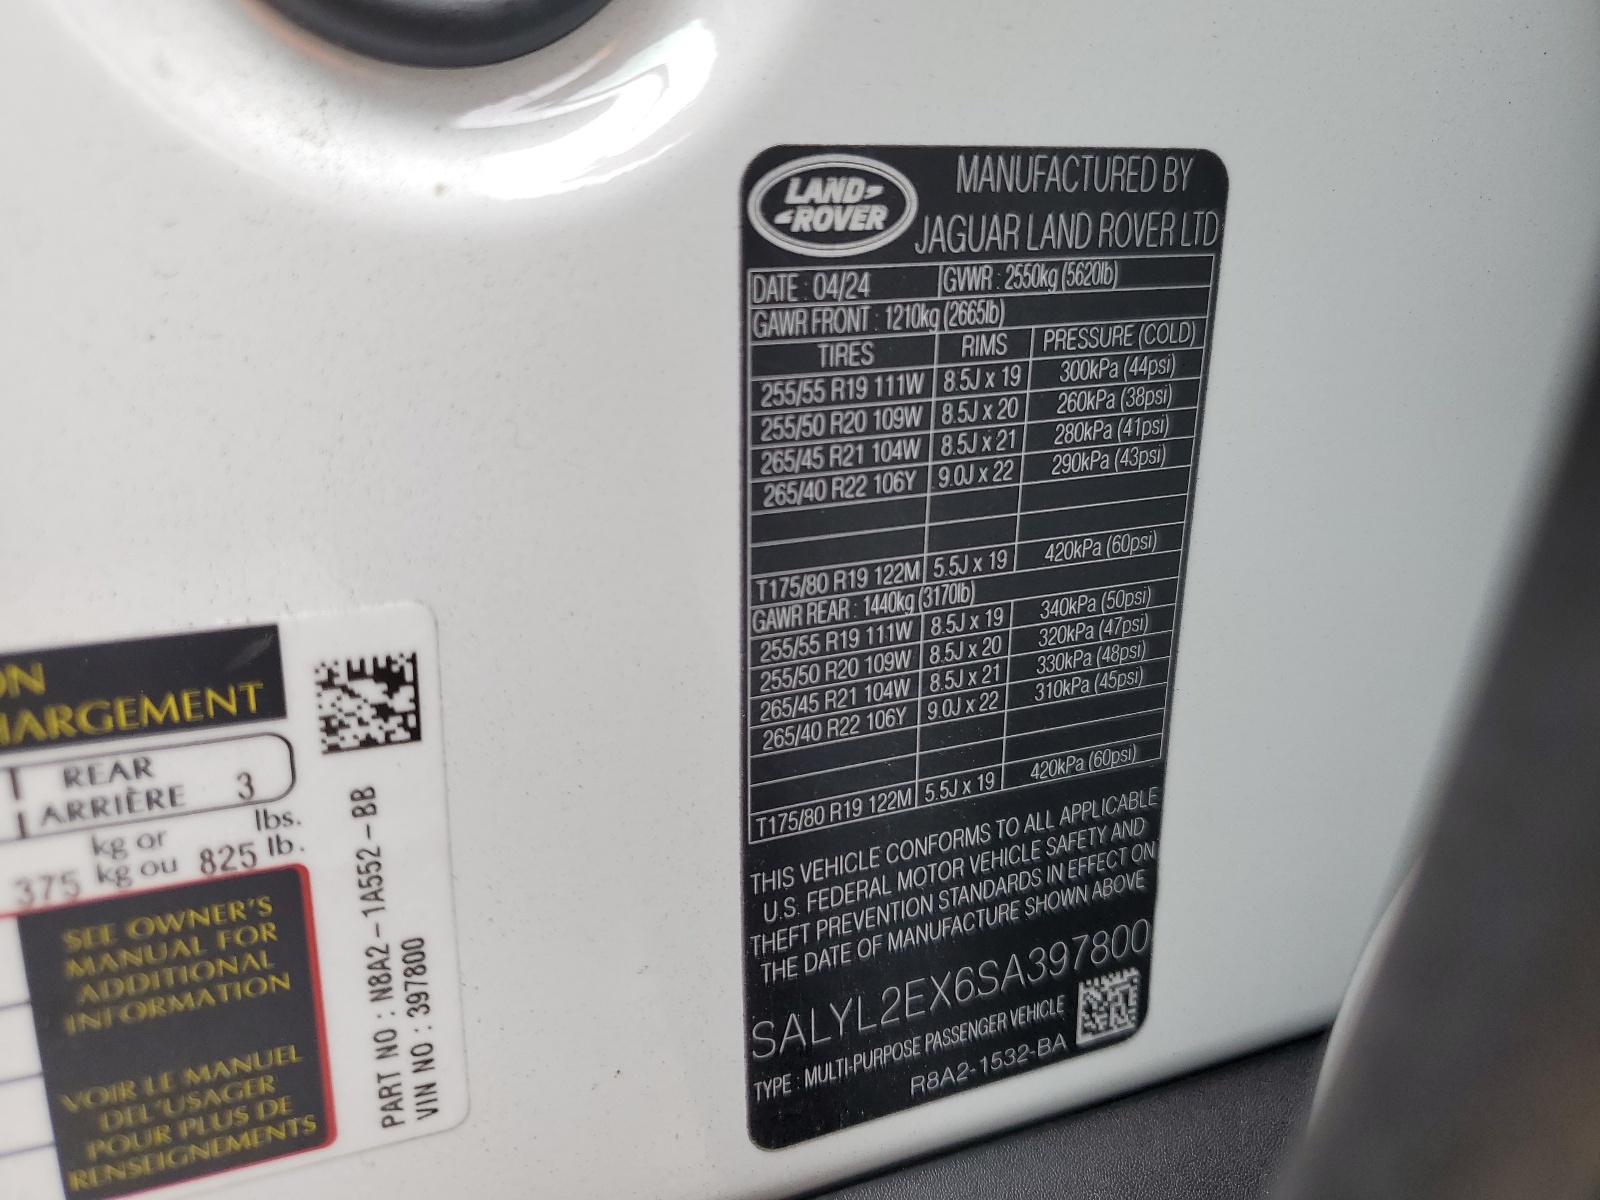 LAND
ROVER
MANUFACTURED BY
JAGUAR LAND ROVER LTD
DATE : 04/24 GVWR : 2550kg (5620lb)
GAWR FRONT : 1210kg (2665lb)
TIRES RIMS PRESSURE (COLD)
255/55 R19 111W 8.5J x 19 300kPa (44psi)
255/50 R20 109W 8.5J x 20 260kPa (38psi)
265/45 R21 104W 8.5J x 21 280kPa (41psi)
265/40 R22 106Y 9.0J x 22 290kPa (43psi)
T175/80 R19 122M 5.5J x 19 420kPa (60psi)
GAWR REAR : 1440kg (3170lb)
255/55 R19 111W 8.5J x 19 340kPa (50psi)
255/50 R20 109W 8.5J x 20 320kPa (47psi)
265/45 R21 104W 8.5J x 21 330kPa (48psi)
265/40 R22 106Y 9.0J x 22 310kPa (45psi)
T175/80 R19 122M 5.5J x 19 420kPa (60psi)
THIS VEHICLE CONFORMS TO ALL APPLICABLE
U.S. FEDERAL MOTOR VEHICLE SAFETY AND
THEFT PREVENTION STANDARDS IN EFFECT ON
THE DATE OF MANUFACTURE SHOWN ABOVE
SALYL2EX6SA397800
TYPE : MULTI-PURPOSE PASSENGER VEHICLE
R8A2-1532-BA
ON
HARGEMENT
REAR
ARRIÈRE 3
kg or lbs.
375 kg ou 825 lb.
SEE OWNER'S
MANUAL FOR
ADDITIONAL
INFORMATION
VOIR LE MANUEL
DE L'USAGER
POUR PLUS DE
RENSEIGNEMENTS
PART NO : N8A2-1A552-BB
VIN NO : 397800